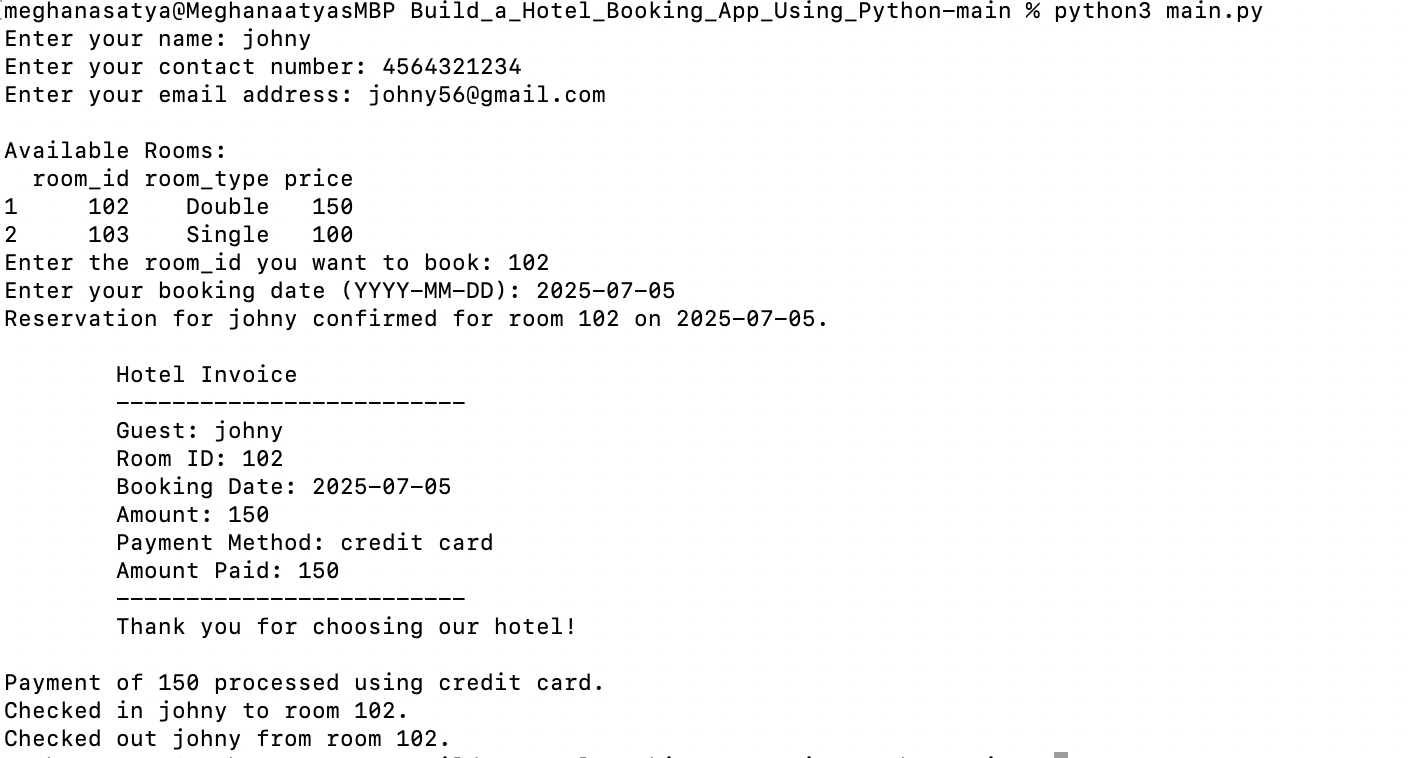 meghanasatya@MeghanaatyasMBP Build_a_Hotel_Booking_App_Using_Python-main % python3 main.py
Enter your name: johny
Enter your contact number: 4564321234
Enter your email address: johny56@gmail.com
Available Rooms:
room_id room_type price
1 102 Double 150
2 103 Single 100
Enter the room_id you want to book: 102
Enter your booking date (YYYY-MM-DD): 2025-07-05
Reservation for johny confirmed for room 102 on 2025-07-05.
Hotel Invoice
-------------------------
Guest: johny
Room ID: 102
Booking Date: 2025-07-05
Amount: 150
Payment Method: credit card
Amount Paid: 150
-------------------------
Thank you for choosing our hotel!
Payment of 150 processed using credit card.
Checked in johny to room 102.
Checked out johny from room 102.